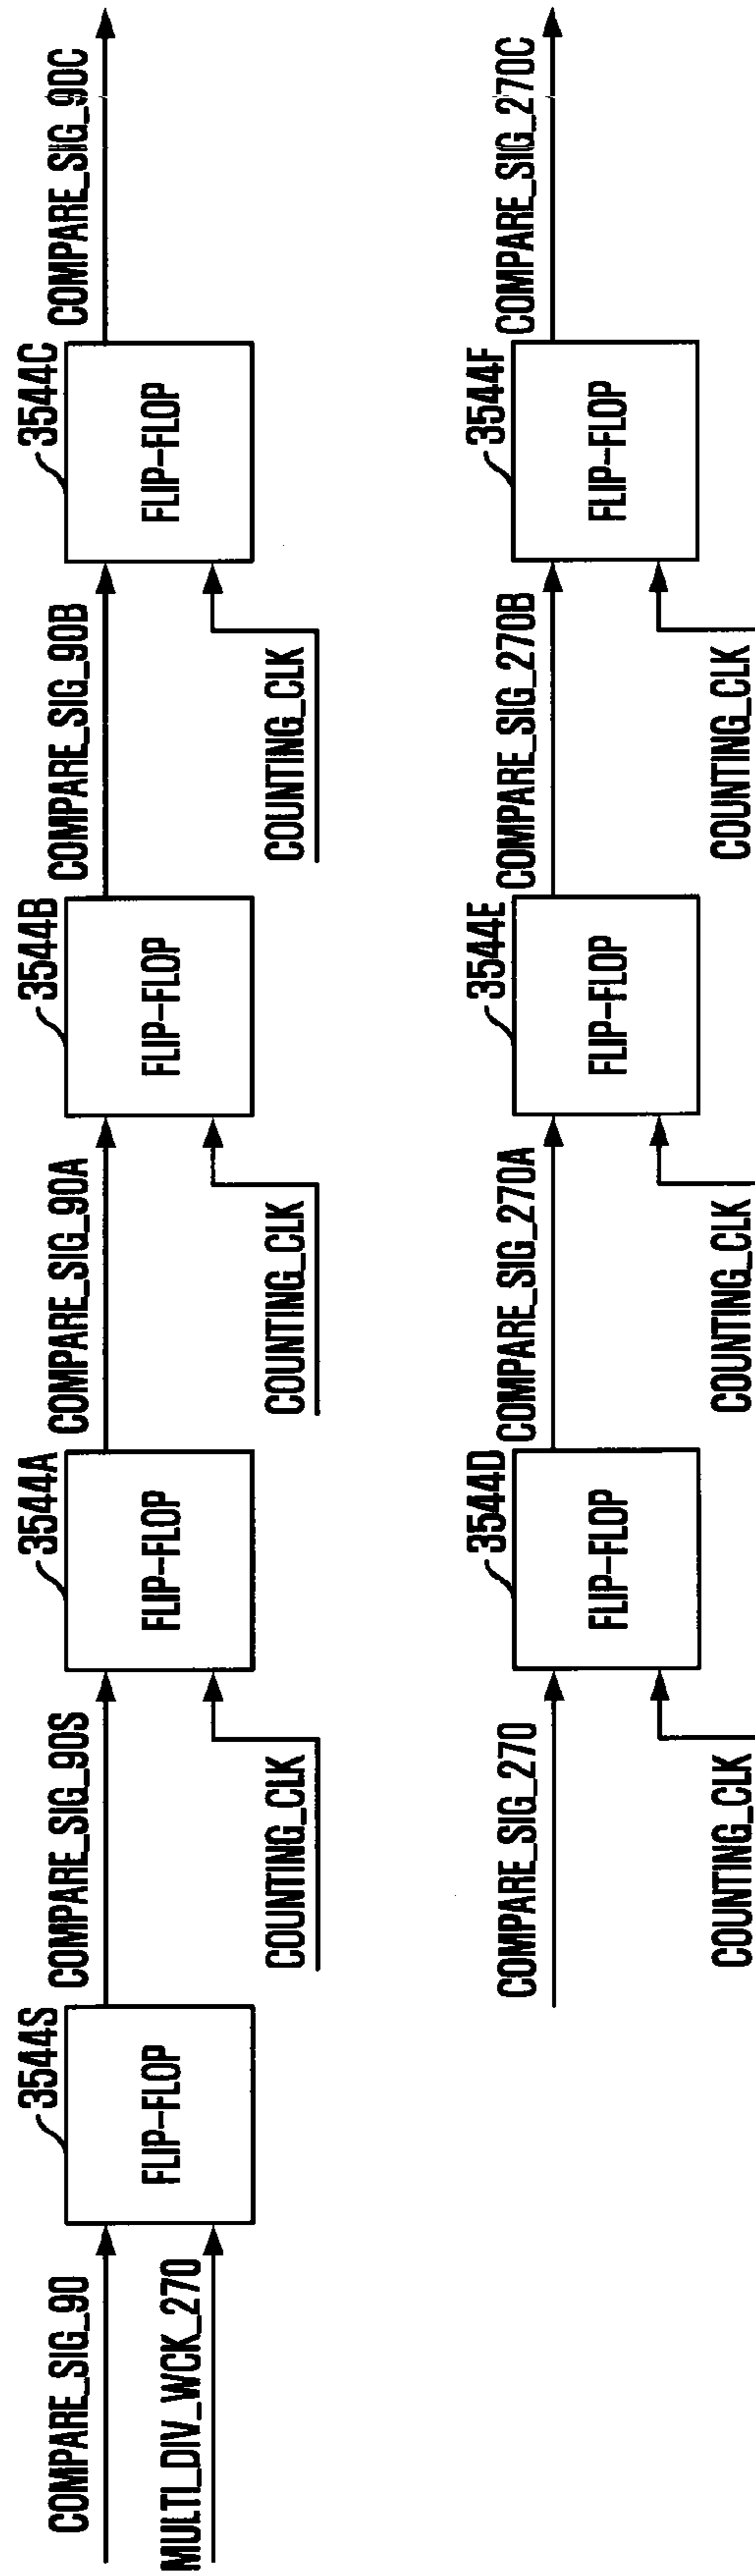 COMPARE_SIG_90
MULTI_DIV_WCK_270
3544S
FLIP-FLOP
COMPARE_SIG_90S
COUNTING_CLK
3544A
FLIP-FLOP
COMPARE_SIG_90A
COUNTING_CLK
3544B
FLIP-FLOP
COMPARE_SIG_90B
COUNTING_CLK
3544C
FLIP-FLOP
COMPARE_SIG_90C
COMPARE_SIG_270
COUNTING_CLK
3544D
FLIP-FLOP
COMPARE_SIG_270A
COUNTING_CLK
3544E
FLIP-FLOP
COMPARE_SIG_270B
COUNTING_CLK
3544F
FLIP-FLOP
COMPARE_SIG_270C